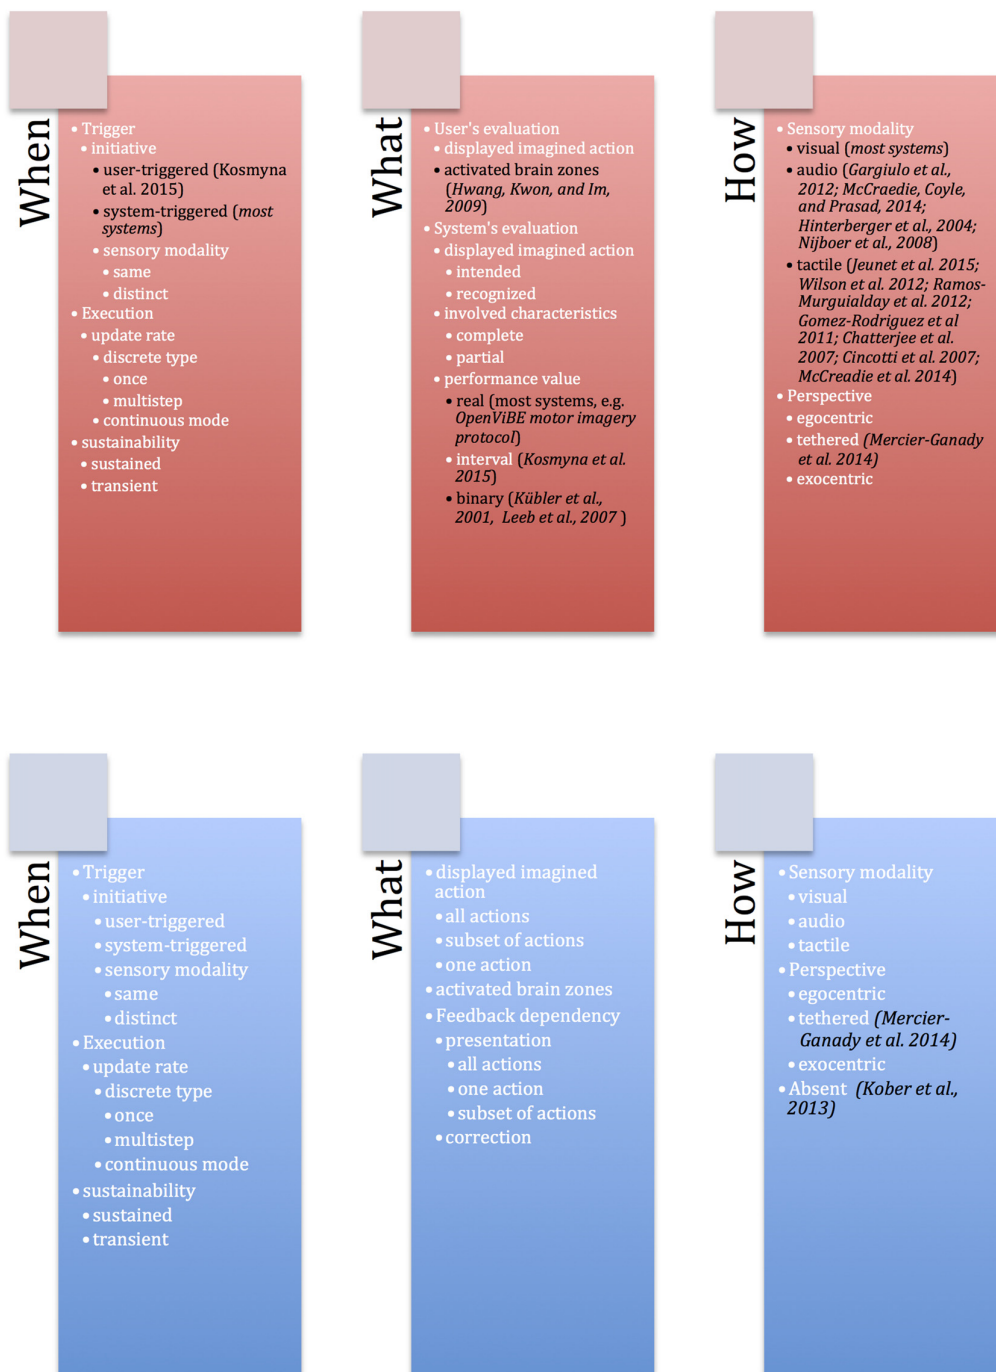 When
• Trigger
• initiative
• user-triggered (Kosmyna
et al. 2015)
• system-triggered (most
systems)
• sensory modality
• same
• distinct
• Execution
• update rate
• discrete type
• once
• multistep
• continuous mode
• sustainability
• sustained
• transient
What
• User's evaluation
• displayed imagined action
• activated brain zones
(Hwang, Kwon, and Im,
2009)
• System's evaluation
• displayed imagined action
• intended
• recognized
• involved characteristics
• complete
• partial
• performance value
• real (most systems, e.g.
OpenViBE motor imagery
protocol)
• interval (Kosmyna et al.
2015)
• binary (Kübler et al.,
2001, Leeb et al., 2007 )
How
• Sensory modality
• visual (most systems)
• audio (Gargiulo et al.,
2012; McCraedie, Coyle,
and Prasad, 2014;
Hinterberger et al., 2004;
Nijboer et al., 2008)
• tactile (Jeunet et al. 2015;
Wilson et al. 2012; Ramos-
Murguialday et al. 2012;
Gomez-Rodriguez et al
2011; Chatterjee et al.
2007; Cincotti et al. 2007;
McCreadie et al. 2014)
• Perspective
• egocentric
• tethered (Mercier-Ganady
et al. 2014)
• exocentric
When
• Trigger
• initiative
• user-triggered
• system-triggered
• sensory modality
• same
• distinct
• Execution
• update rate
• discrete type
• once
• multistep
• continuous mode
• sustainability
• sustained
• transient
What
• displayed imagined
action
• all actions
• subset of actions
• one action
• activated brain zones
• Feedback dependency
• presentation
• all actions
• one action
• subset of actions
• correction
How
• Sensory modality
• visual
• audio
• tactile
• Perspective
• egocentric
• tethered (Mercier-
Ganady et al. 2014)
• exocentric
• Absent (Kober et al.,
2013)